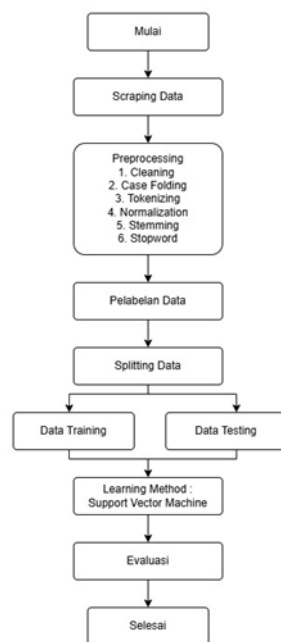 Mulai
Scraping Data
Preprocessing
1. Cleaning
2. Case Folding
3. Tokenizing
4. Normalization
5. Stemming
6. Stopword
Pelabelan Data
Splitting Data
Data Training
Data Testing
Learning Method :
Support Vector Machine
Evaluasi
Selesai